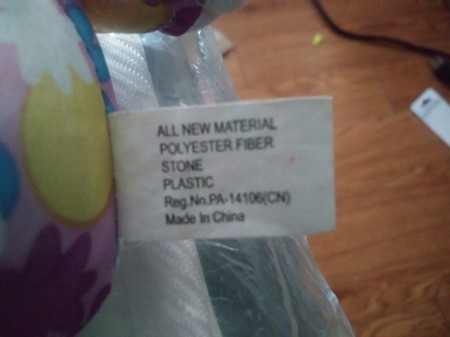 ALL NEW MATERIAL
POLYESTER FIBER
STONE
PLASTIC
Reg.No.PA-14106(CN)
Made In China